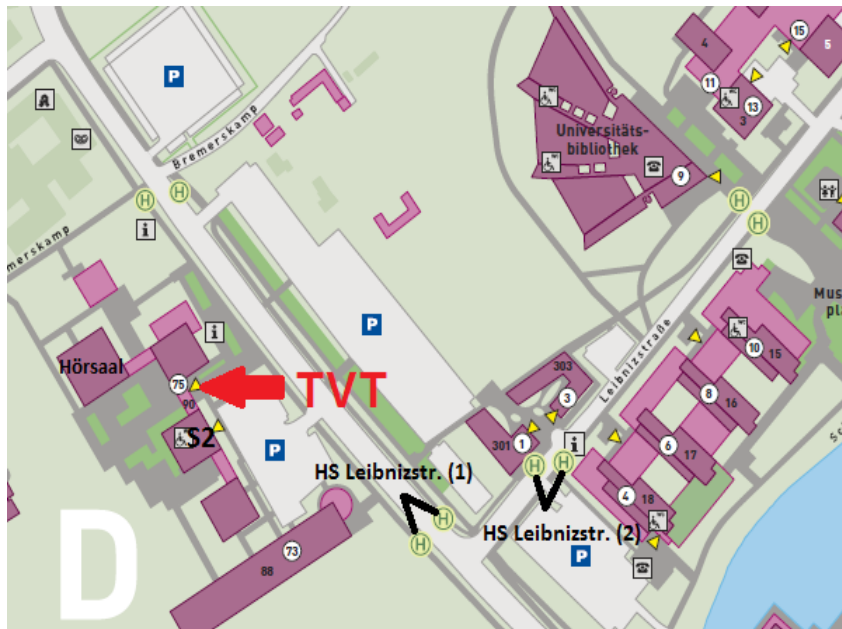 P
15
4
5
11
13
3
Bremerskamp
Universitäts-
bibliothek
9
H
H
i
H
H
merskamp
P
Mus
pla
Leibnizstraße
10
15
Hörsaal
i
75
90
TVT
303
3
8
16
S2
P
301
1
i
6
17
HS Leibnizstr. (1)
H
H
4
18
HS Leibnizstr. (2)
H
H
P
73
88
D
Sc